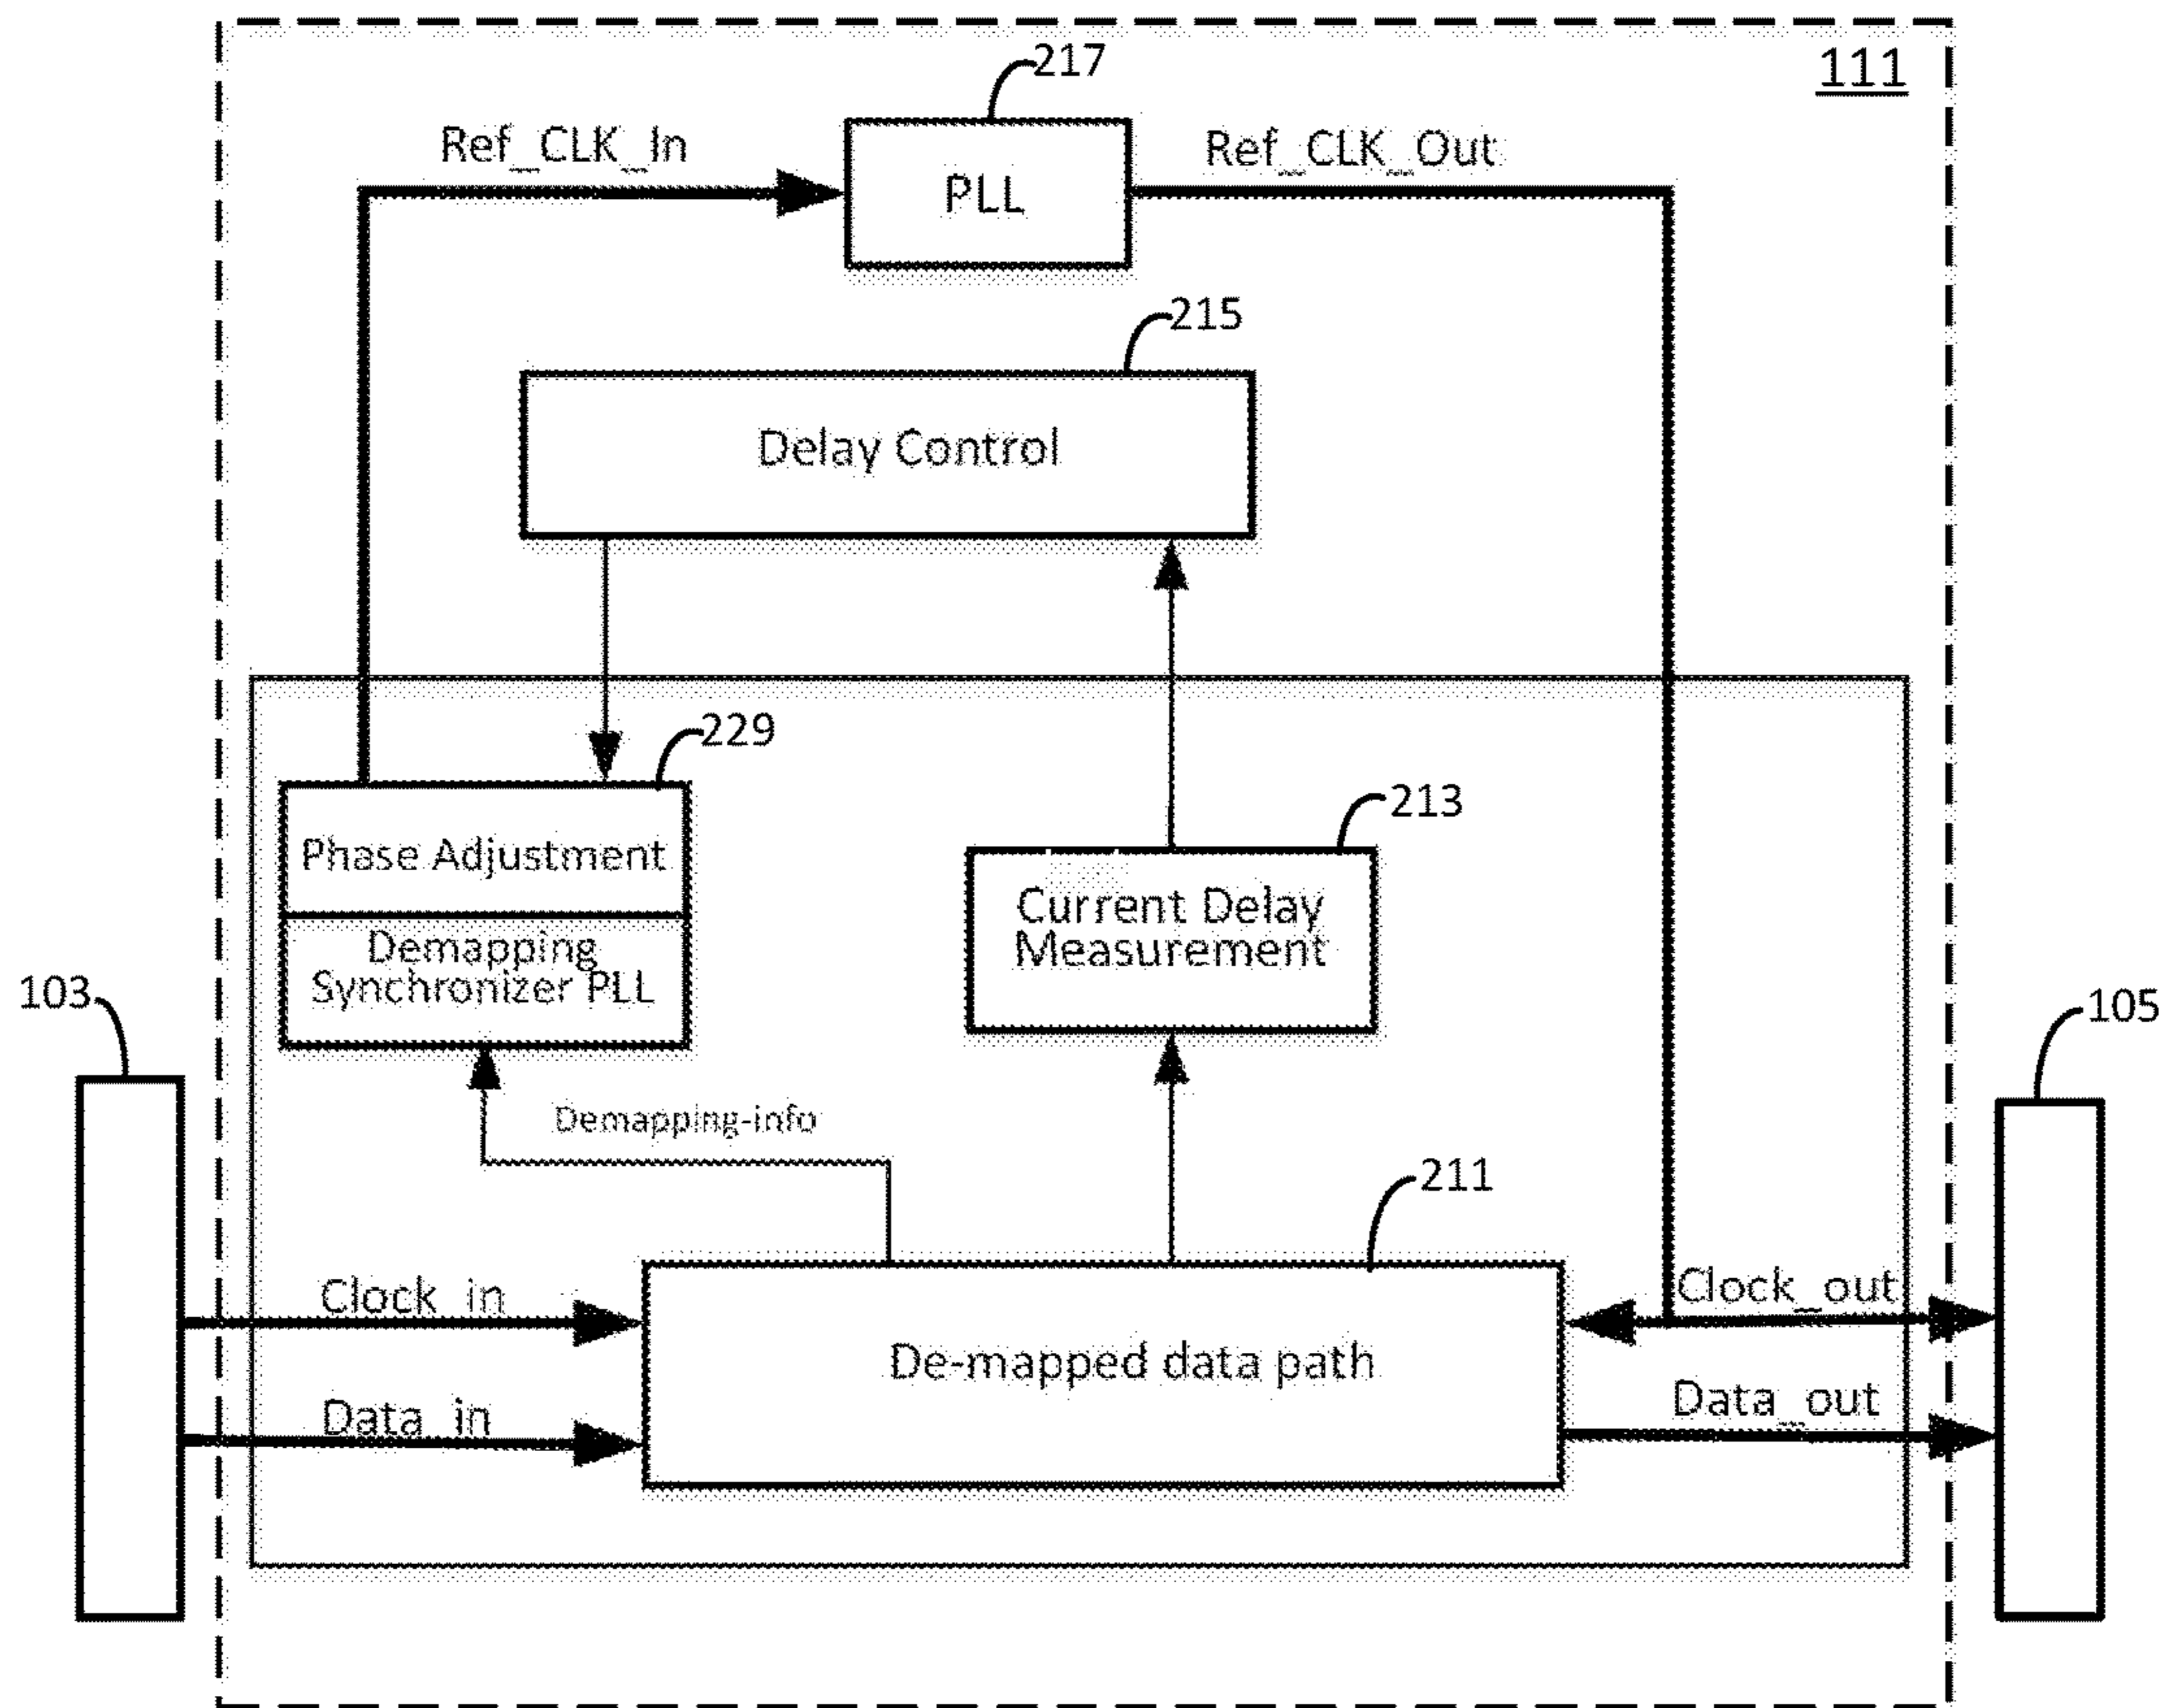 217
111
Ref_CLK_In
Ref_CLK_Out
PLL
215
Delay Control
229
213
Phase Adjustment
Current Delay
Measurement
Demapping
Synchronizer PLL
103
105
Demapping-info
211
Clock_in
Clock_out
De-mapped data path
Data_in
Data_out